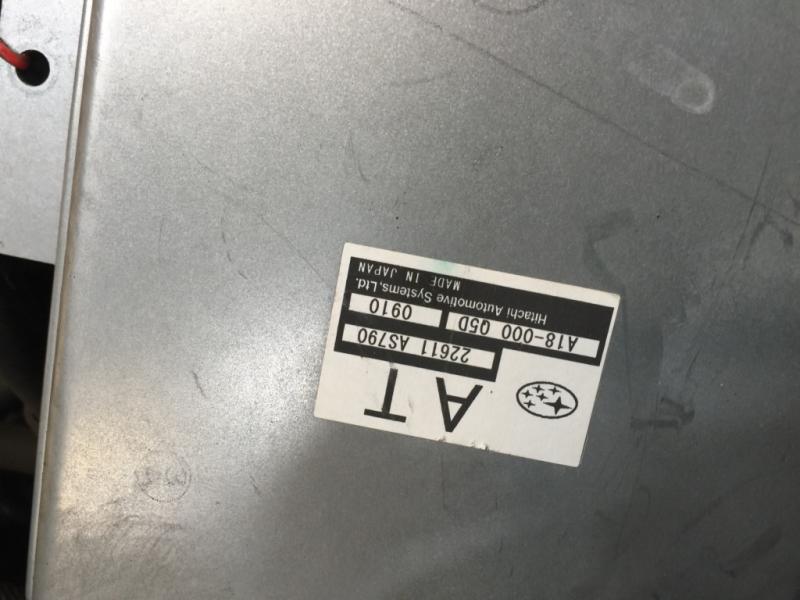 AT
22611 AS790
A18-000 Q5D 0910
Hitachi Automotive Systems,Ltd.
MADE IN JAPAN